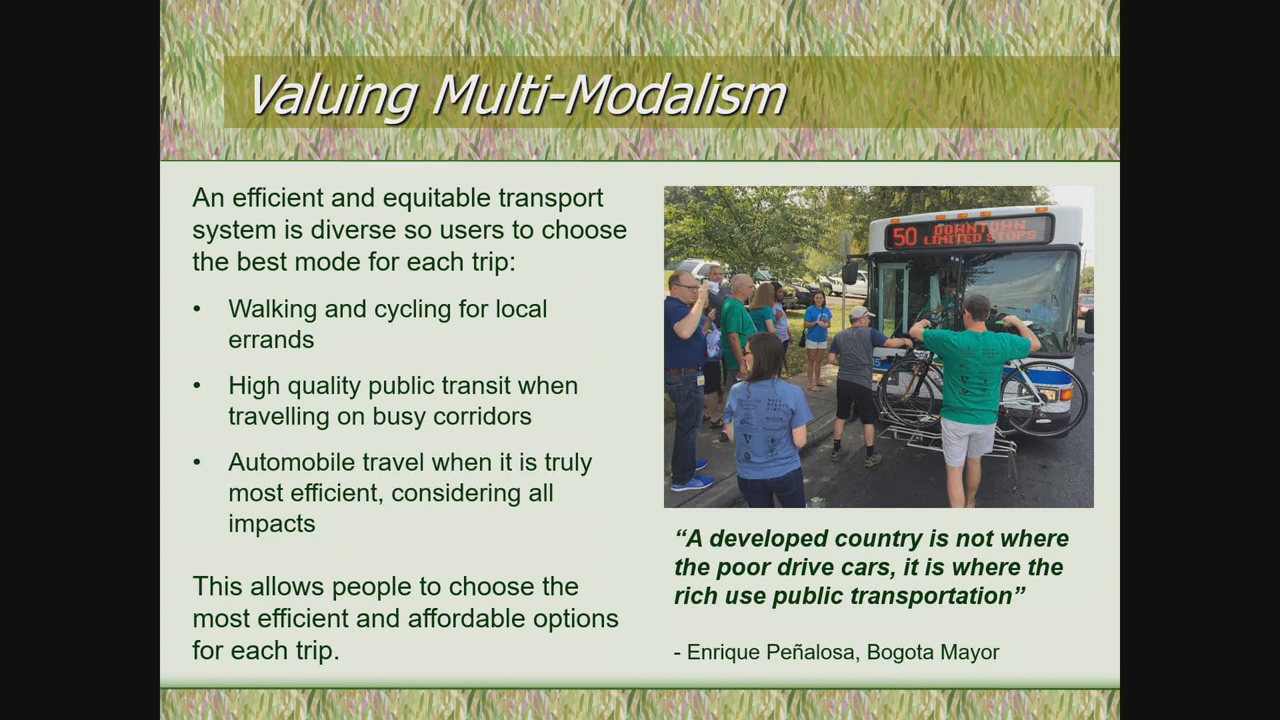 Valuing Multi-Modalism
An efficient and equitable transport
system is diverse so users to choose
the best mode for each trip:
• Walking and cycling for local
errands
• High quality public transit when
travelling on busy corridors
• Automobile travel when it is truly
most efficient, considering all
impacts
This allows people to choose the
most efficient and affordable options
for each trip.
50 DOWNTOWN
LIMITED STOPS
“A developed country is not where
the poor drive cars, it is where the
rich use public transportation”
- Enrique Peñalosa, Bogota Mayor